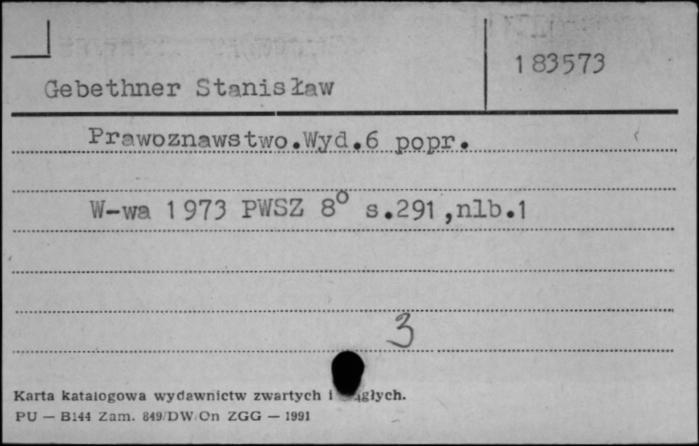 183573
Gebethner Stanisław
Prawoznawstwo.Wyd.6 popr.
W-wa 1973 PWSZ 8° s.291,nlb.1
3
Karta katalogowa wydawnictw zwartych i
PU — B144 Zam. 849/DW/On ZGG — 1991